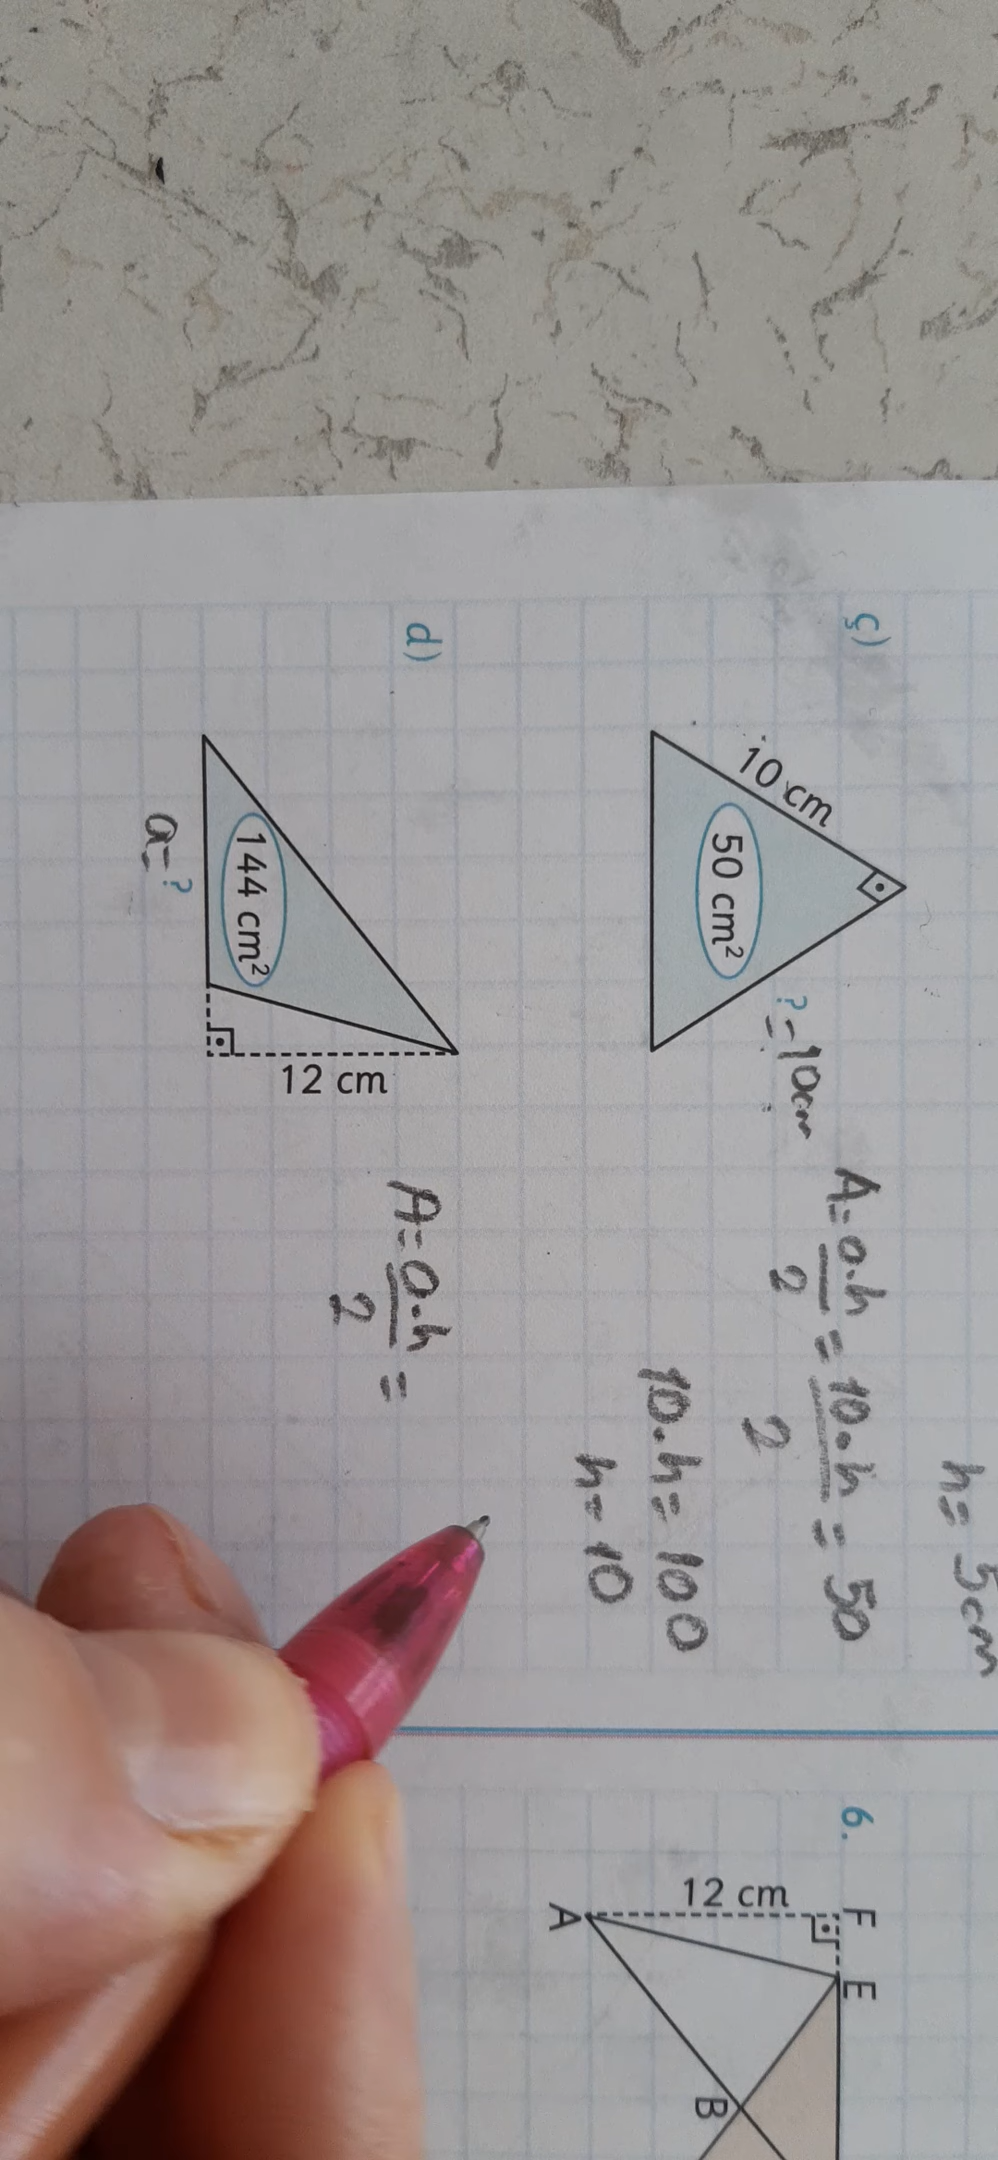 h = 5cm
ç)
10 cm
50 cm²
? = 10cm
A = a.h / 2 = 10.h / 2 = 50
10.h = 100
h = 10
d)
144 cm²
12 cm
a = ?
A = a.h / 2 =
6.
F
E
12 cm
A
B